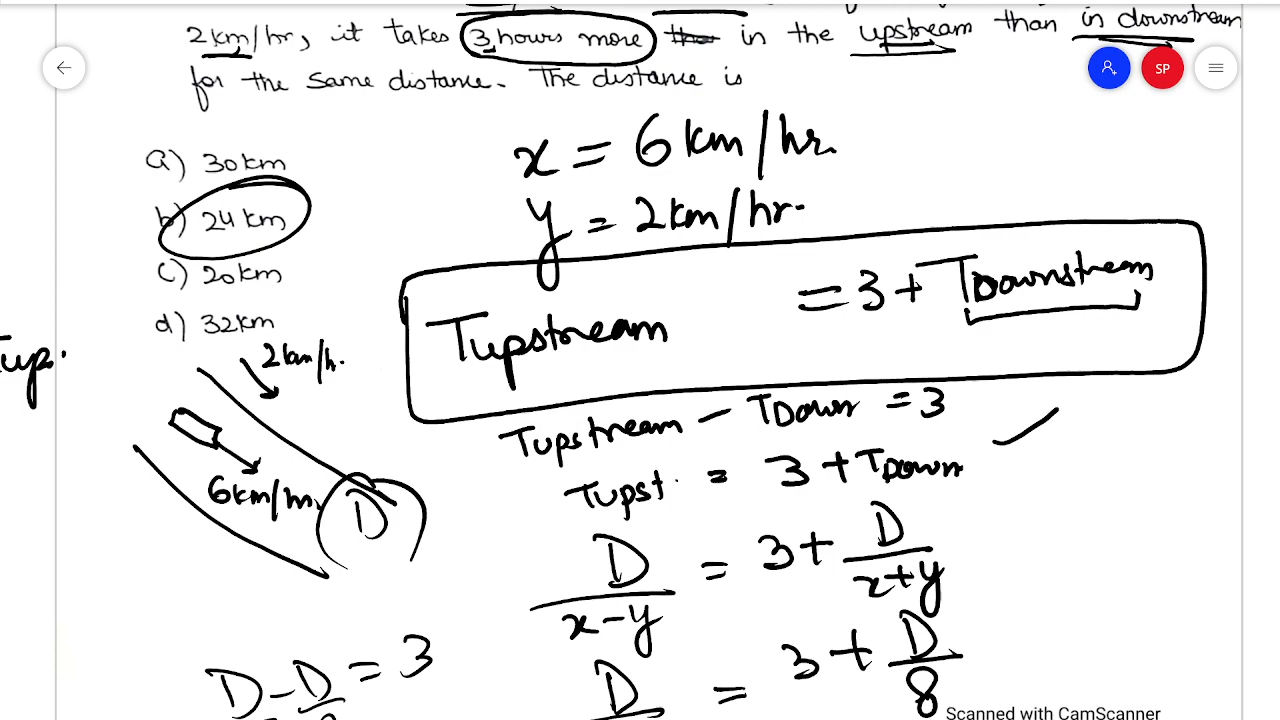 2km/hr, it takes 3 hours more in the upstream than in downstream
for the same distance. The distance is
SP
x = 6 km/hr.
y = 2km/hr.
a) 30km
b) 24 km
c) 20km
d) 32km
Tupstream = 3 + TDownstream
Tup.
2km/h.
6km/hr.
D
Tupstream - TDown = 3
Tupst. = 3 + TDown
D/(x-y) = 3 + D/(x+y)
D = 3 + D/8
D - D = 3
Scanned with CamScanner